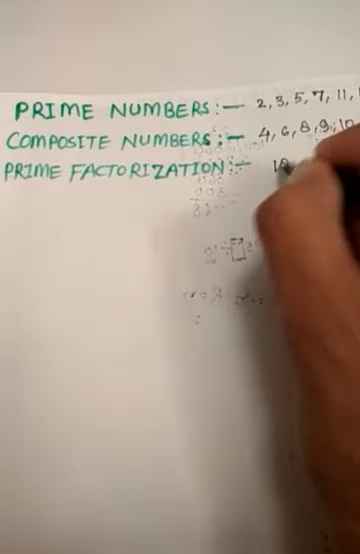 PRIME NUMBERS:- 2, 3, 5, 7, 11,
COMPOSITE NUMBERS:- 4, 6, 8, 9, 10
PRIME FACTORIZATION:-